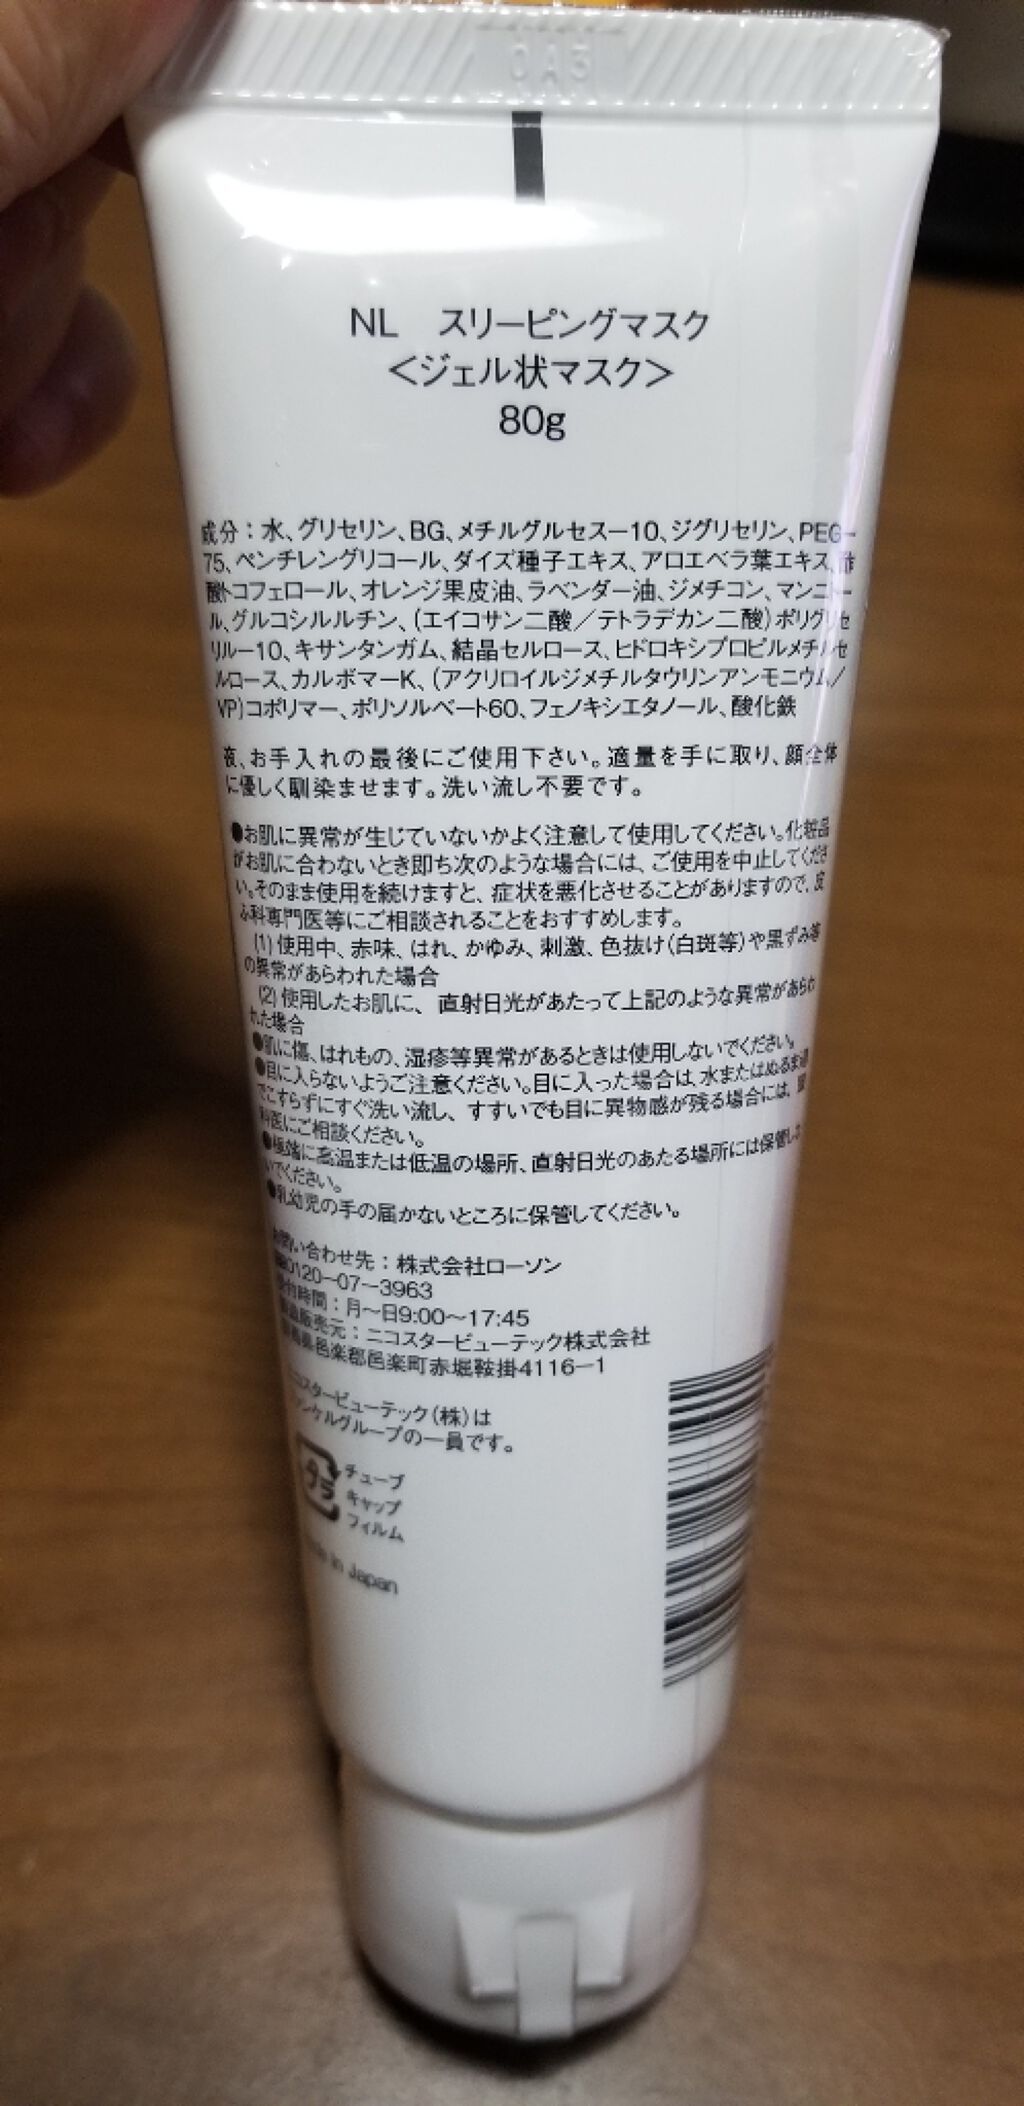 0A3
NL スリーピングマスク
＜ジェル状マスク＞
80g
成分：水、グリセリン、BG、メチルグルセス－10、ジグリセリン、PEG－
75、ペンチレングリコール、ダイズ種子エキス、アロエベラ葉エキス、酢
酸トコフェロール、オレンジ果皮油、ラベンダー油、ジメチコン、マンニトー
ル、グルコシルルチン、（エイコサン二酸／テトラデカン二酸）ポリグリセ
リル－10、キサンタンガム、結晶セルロース、ヒドロキシプロピルメチルセ
ルロース、カルボマーK、（アクリロイルジメチルタウリンアンモニウム／
VP）コポリマー、ポリソルベート60、フェノキシエタノール、酸化鉄
夜、お手入れの最後にご使用下さい。適量を手に取り、顔全体
に優しく馴染ませます。洗い流し不要です。
●お肌に異常が生じていないかよく注意して使用してください。化粧品
がお肌に合わないとき即ち次のような場合には、ご使用を中止してくださ
い。そのまま使用を続けますと、症状を悪化させることがありますので、皮
ふ科専門医等にご相談されることをおすすめします。
(1)使用中、赤味、はれ、かゆみ、刺激、色抜け（白斑等）や黒ずみ等
の異常があらわれた場合
(2)使用したお肌に、直射日光があたって上記のような異常があらわ
れた場合
●肌に傷、はれもの、湿疹等異常があるときは使用しないでください。
●目に入らないようご注意ください。目に入った場合は、水またはぬるま湯
でこすらずにすぐ洗い流し、すすいでも目に異物感が残る場合には、眼
科医にご相談ください。
●極端に高温または低温の場所、直射日光のあたる場所には保管しな
いでください。
●乳幼児の手の届かないところに保管してください。
お問い合わせ先：株式会社ローソン
0120－07－3963
受付時間：月～日9:00～17:45
製造販売元：ニコスタービューテック株式会社
邑楽郡邑楽町赤堀鞍掛4116－1
ニコスタービューテック（株）は
ファンケルグループの一員です。
プラ
チューブ
キャップ
フィルム
Made in Japan